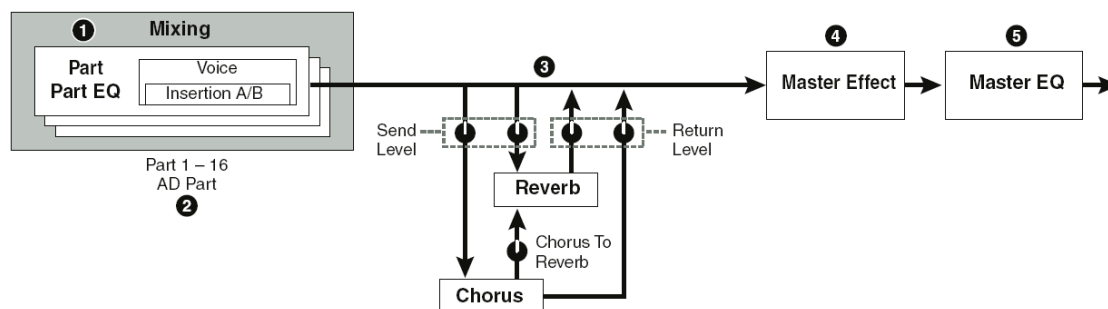 1 Mixing
Part
Part EQ
Voice
Insertion A/B
Part 1 – 16
AD Part
2
3
Send
Level
Return
Level
Reverb
Chorus To
Reverb
Chorus
4
Master Effect
5
Master EQ